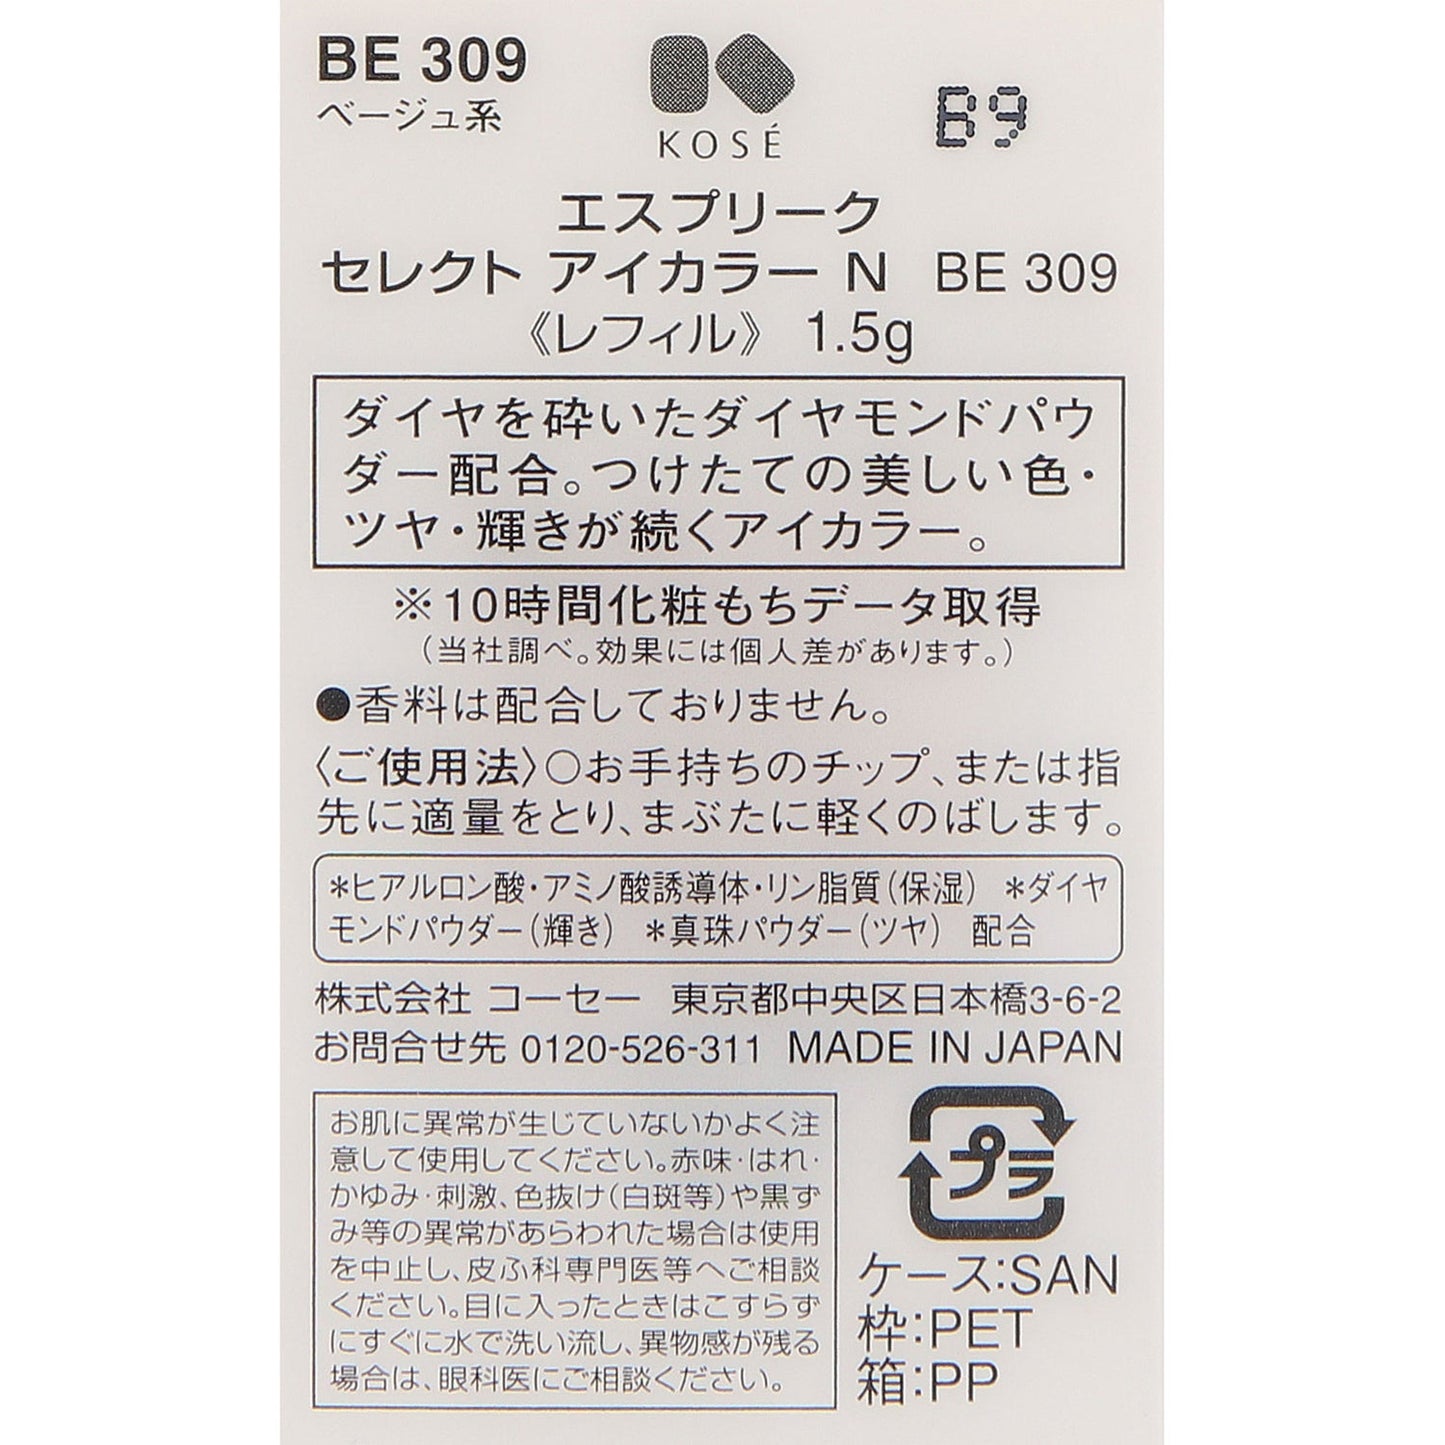 BE 309
ベージュ系
KOSÉ
B9
エスプリーク
セレクト アイカラー N BE 309
《レフィル》 1.5g
ダイヤを砕いたダイヤモンドパウ
ダー配合。つけたての美しい色・
ツヤ・輝きが続くアイカラー。
※10時間化粧もちデータ取得
（当社調べ。効果には個人差があります。）
●香料は配合しておりません。
〈ご使用法〉○お手持ちのチップ、または指
先に適量をとり、まぶたに軽くのばします。
＊ヒアルロン酸・アミノ酸誘導体・リン脂質（保湿） ＊ダイヤ
モンドパウダー（輝き） ＊真珠パウダー（ツヤ） 配合
株式会社 コーセー 東京都中央区日本橋3-6-2
お問合せ先 0120-526-311 MADE IN JAPAN
お肌に異常が生じていないかよく注
意して使用してください。赤味・はれ・
かゆみ・刺激、色抜け（白斑等）や黒ず
み等の異常があらわれた場合は使用
を中止し、皮ふ科専門医等へご相談
ください。目に入ったときはこすらず
にすぐに水で洗い流し、異物感が残る
場合は、眼科医にご相談ください。
プラ
ケース:SAN
枠:PET
箱:PP